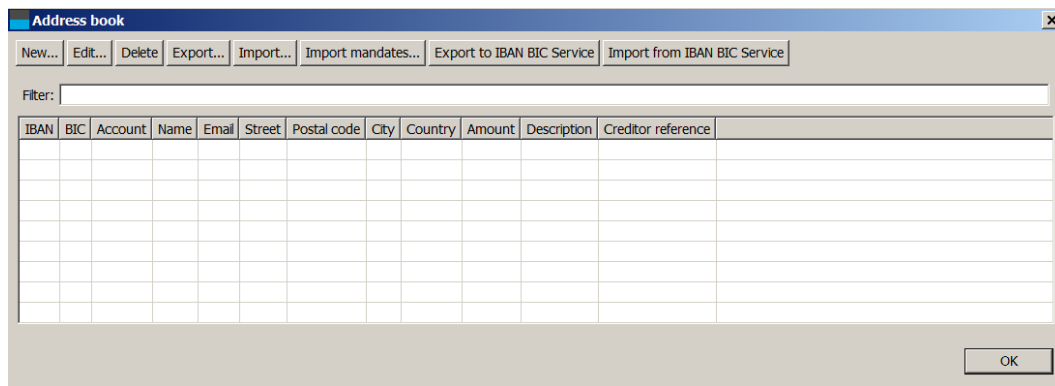 Address book
New... Edit... Delete Export... Import... Import mandates... Export to IBAN BIC Service Import from IBAN BIC Service
Filter:
IBAN BIC Account Name Email Street Postal code City Country Amount Description Creditor reference
OK